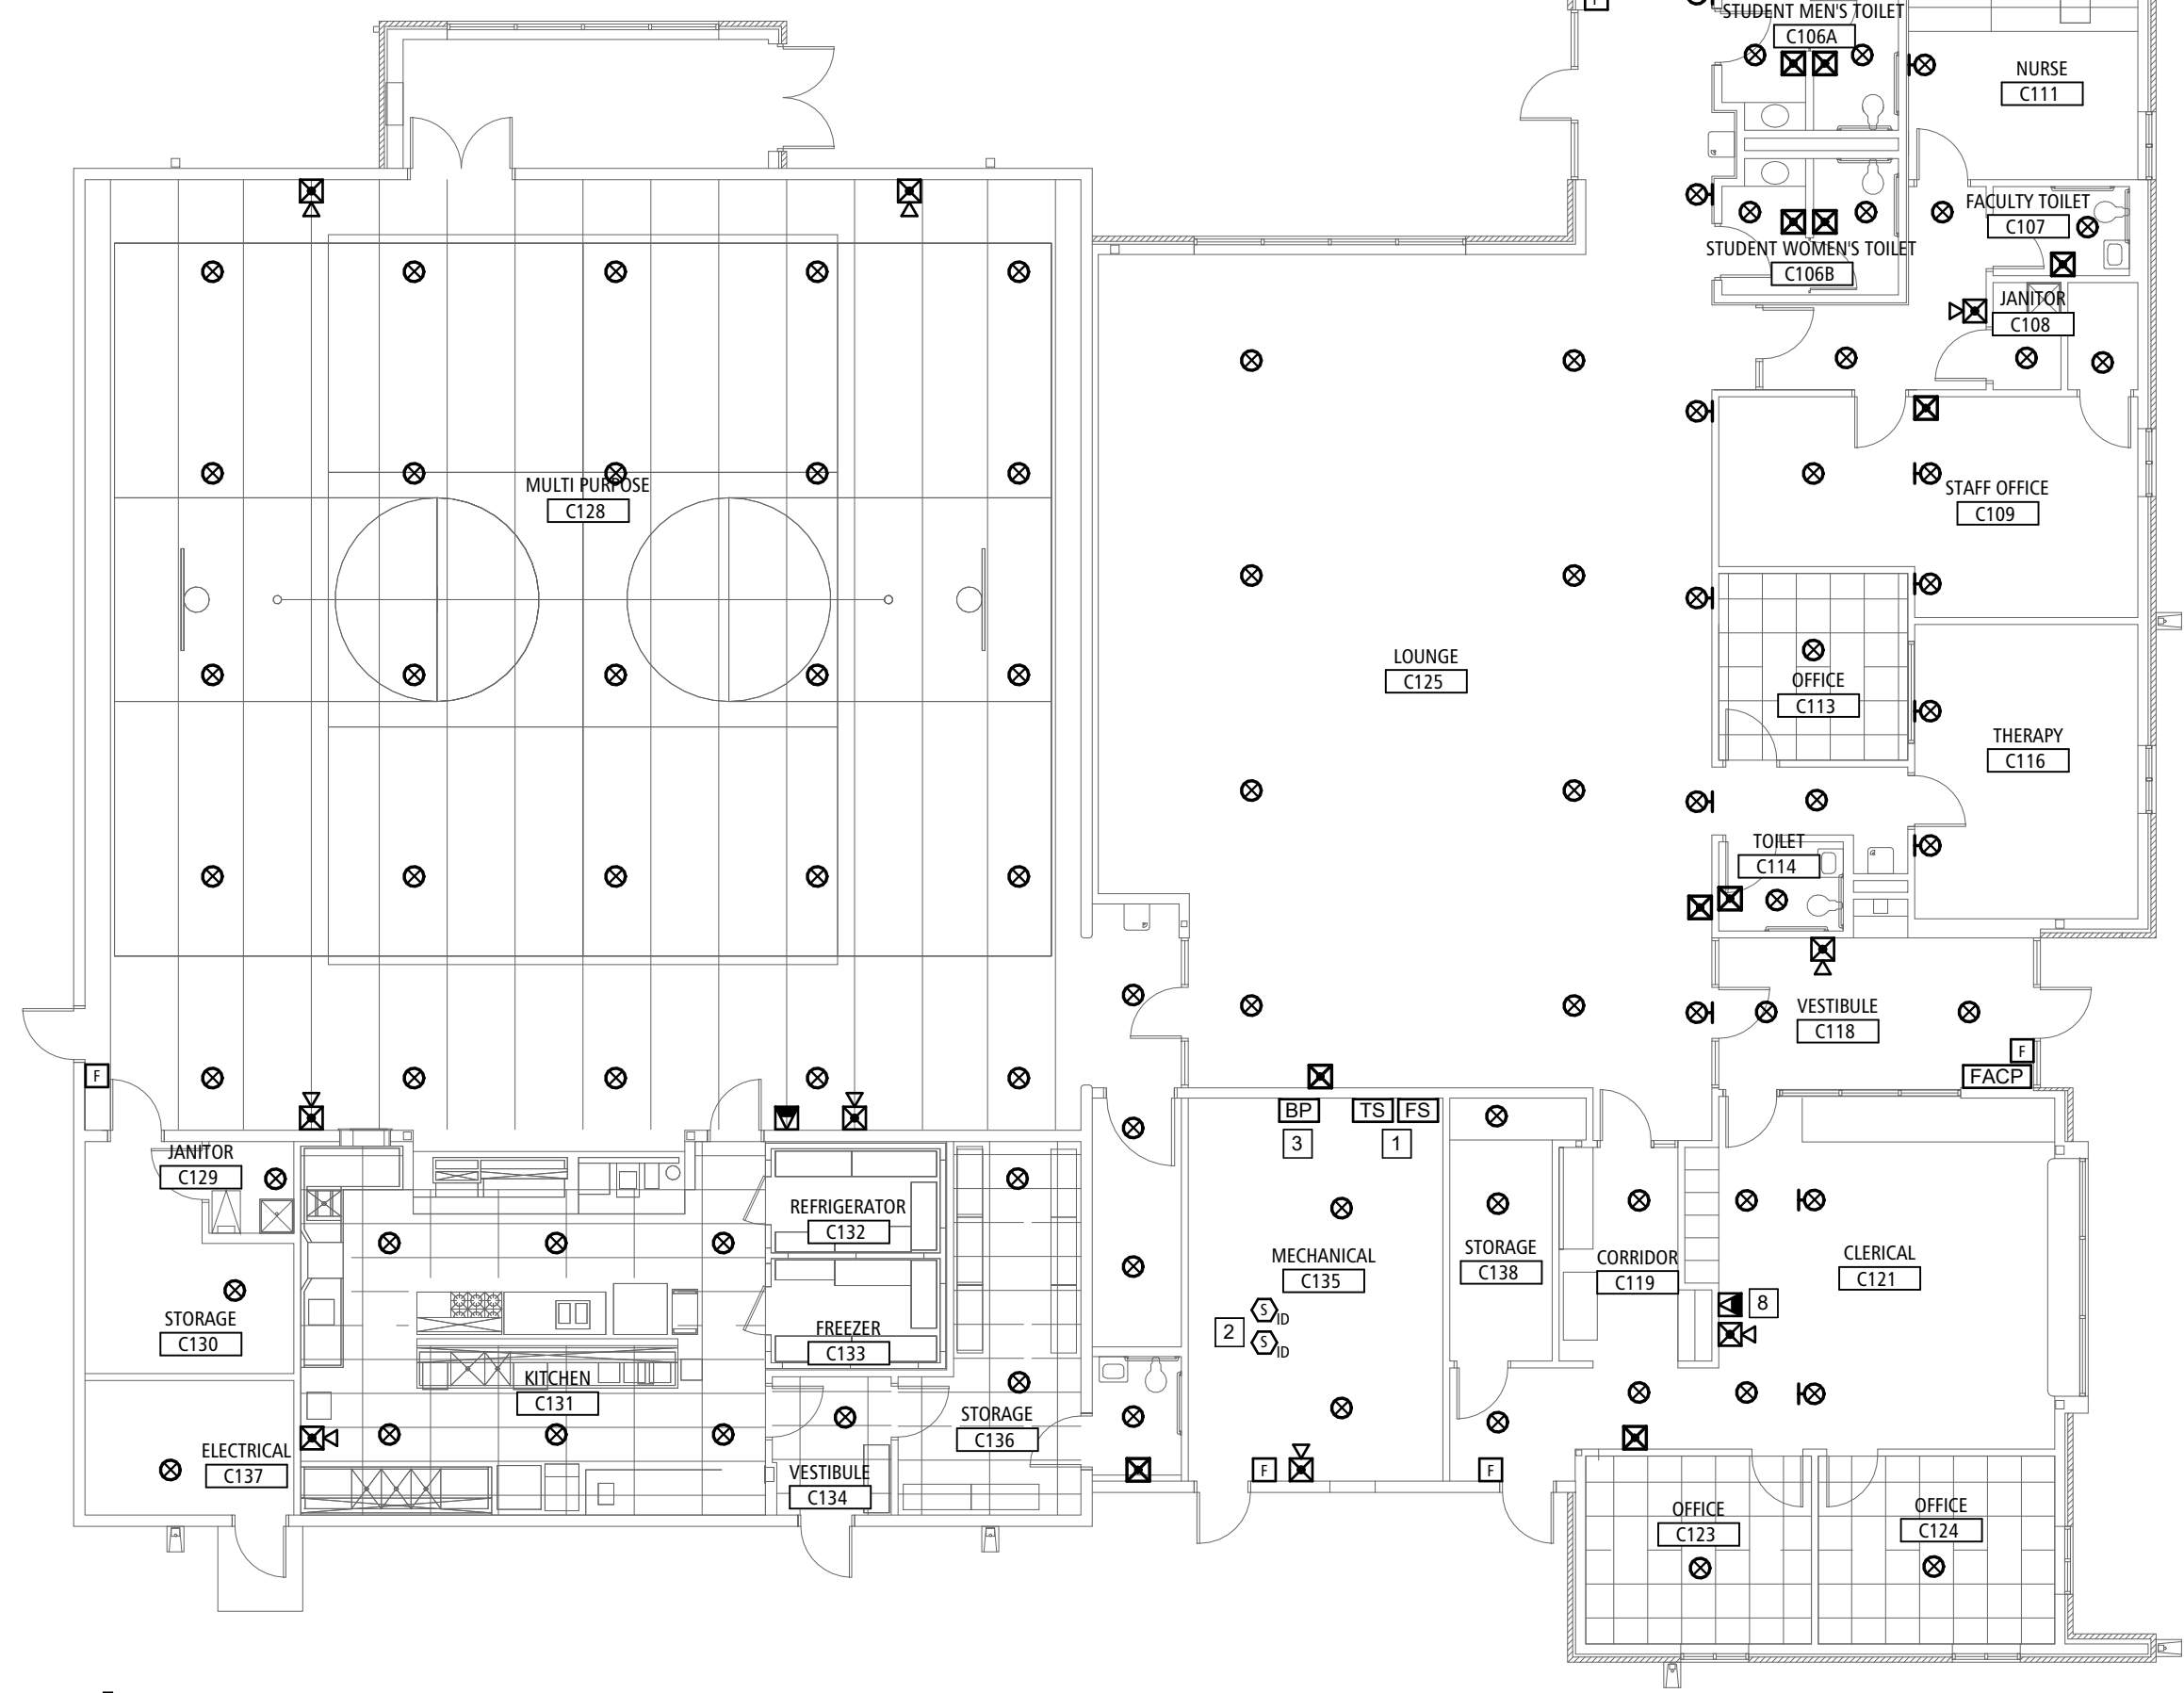 F
STUDENT MEN'S TOILET
C106A
NURSE
C111
FACULTY TOILET
C107
STUDENT WOMEN'S TOILET
C106B
JANITOR
C108
MULTI PURPOSE
C128
STAFF OFFICE
C109
LOUNGE
C125
OFFICE
C113
THERAPY
C116
TOILET
C114
VESTIBULE
C118
F
FACP
F
BP
TS
FS
3
1
JANITOR
C129
REFRIGERATOR
C132
MECHANICAL
C135
STORAGE
C138
CORRIDOR
C119
CLERICAL
C121
8
S
ID
2
S
ID
STORAGE
C130
FREEZER
C133
KITCHEN
C131
STORAGE
C136
ELECTRICAL
C137
VESTIBULE
C134
F
F
OFFICE
C123
OFFICE
C124